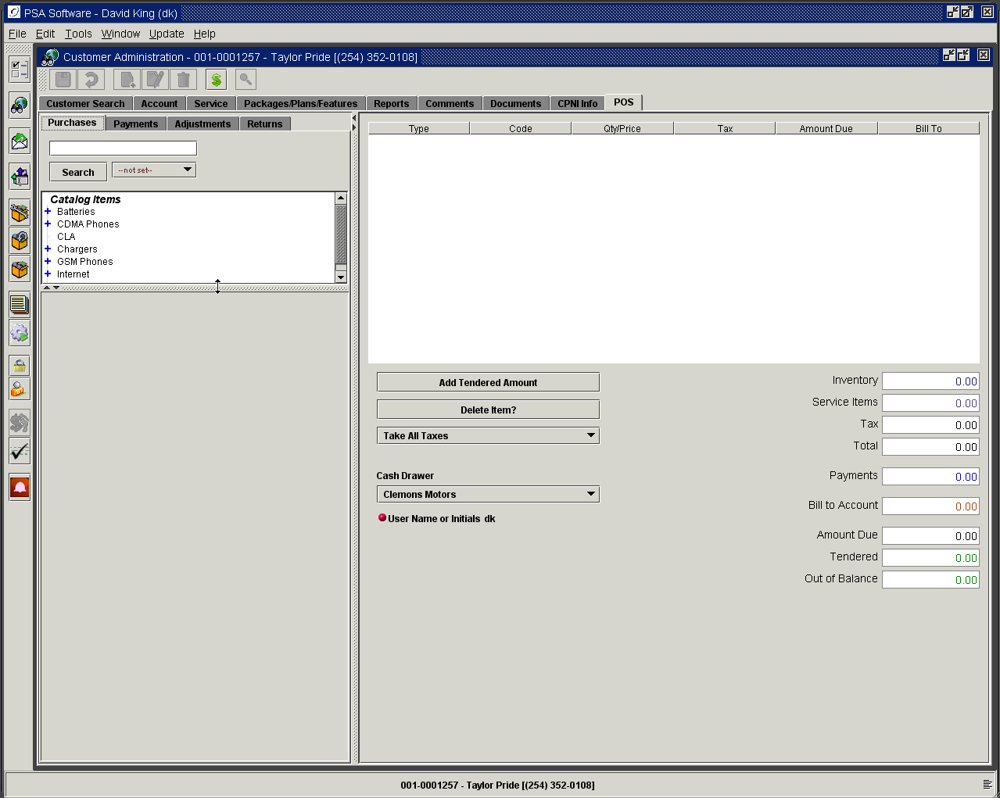 PSA Software - David King (dk)
File Edit Tools Window Update Help
Customer Administration - 001-0001257 - Taylor Pride [(254) 352-0108]
Customer Search Account Service Packages/Plans/Features Reports Comments Documents CPNI Info POS
Purchases Payments Adjustments Returns
Search --not set--
Catalog Items
Batteries
CDMA Phones
CLA
Chargers
GSM Phones
Internet
Type Code Qty/Price Tax Amount Due Bill To
Add Tendered Amount
Delete Item?
Take All Taxes
Cash Drawer
Clemons Motors
User Name or Initials dk
Inventory 0.00
Service Items 0.00
Tax 0.00
Total 0.00
Payments 0.00
Bill to Account 0.00
Amount Due 0.00
Tendered 0.00
Out of Balance 0.00
001-0001257 - Taylor Pride [(254) 352-0108]